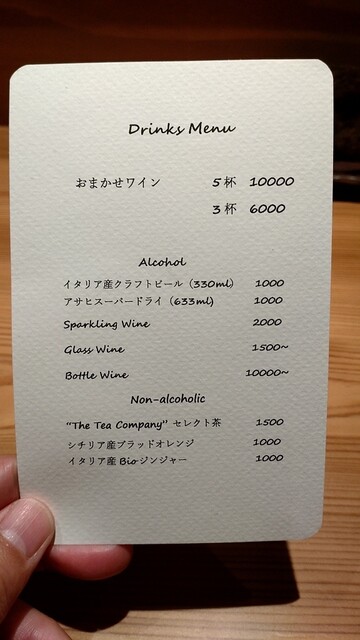 Drinks Menu
おまかせワイン 5杯 10000
3杯 6000
Alcohol
イタリア産クラフトビール (330ml) 1000
アサヒスーパードライ (633ml) 1000
Sparkling Wine 2000
Glass Wine 1500~
Bottle Wine 10000~
Non-alcoholic
"The Tea Company" セレクト茶 1500
シチリア産ブラッドオレンジ 1000
イタリア産 Bioジンジャー 1000